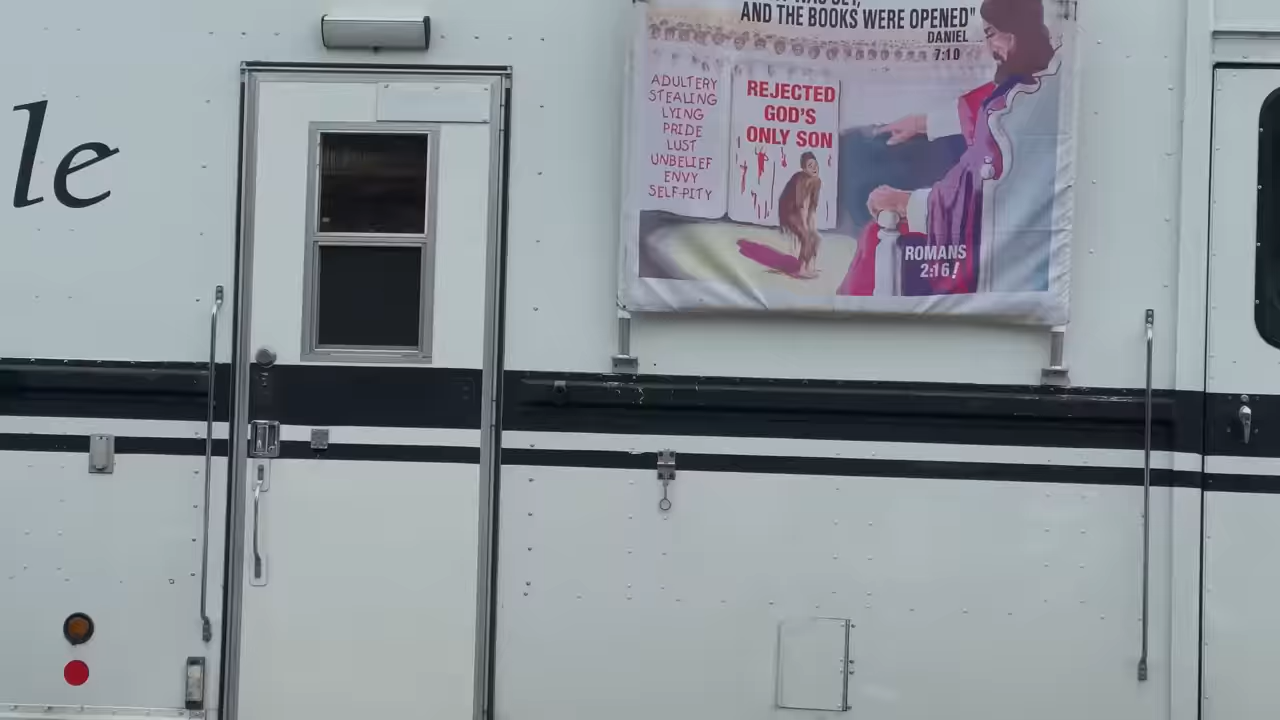 le
AND THE BOOKS WERE OPENED"
DANIEL
7:10
ADULTERY
STEALING
LYING
PRIDE
LUST
UNBELIEF
ENVY
SELF-PITY
REJECTED
GOD'S
ONLY SON
ROMANS
2:16!